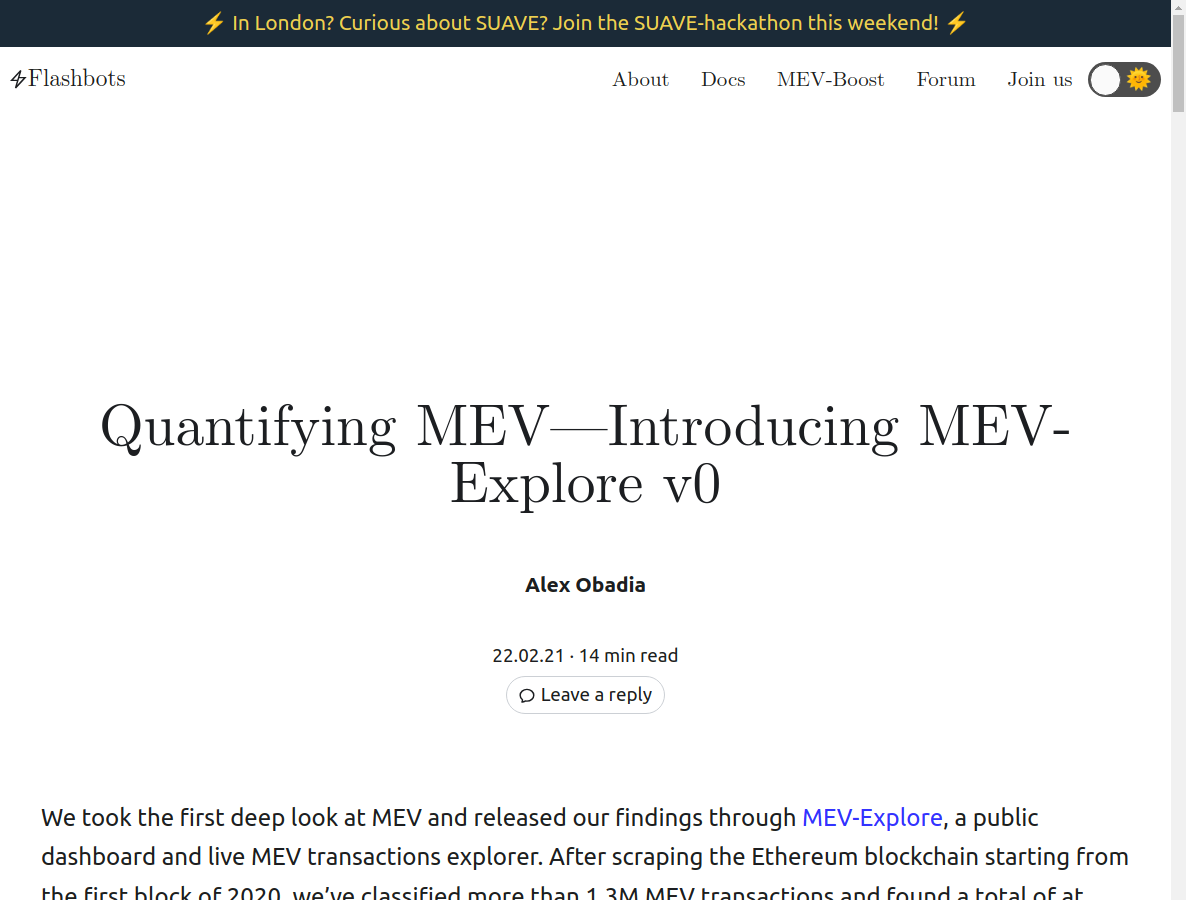 ⚡ In London? Curious about SUAVE? Join the SUAVE-hackathon this weekend! ⚡
Flashbots About Docs MEV-Boost Forum Join us
Quantifying MEV—Introducing MEV-
Explore v0
Alex Obadia
22.02.21 · 14 min read
Leave a reply
We took the first deep look at MEV and released our findings through MEV-Explore, a public
dashboard and live MEV transactions explorer. After scraping the Ethereum blockchain starting from
the first block of 2020, we've classified more than 1.3M MEV transactions and found a total of at